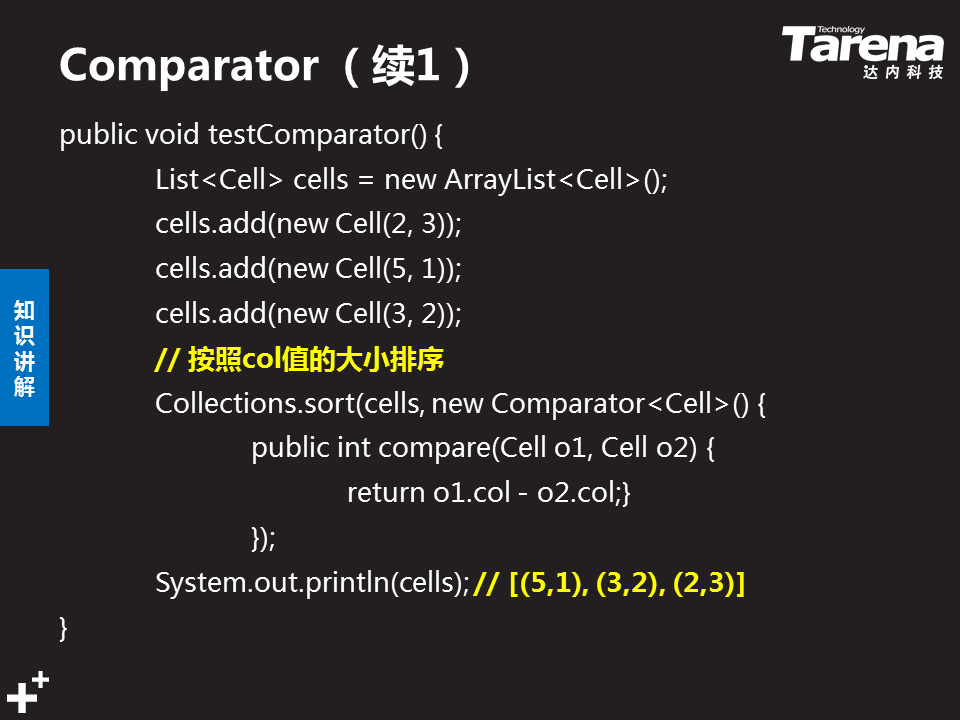 Comparator（续1）
Technology
Tarena
达内科技
public void testComparator() {
List<Cell> cells = new ArrayList<Cell>();
cells.add(new Cell(2, 3));
cells.add(new Cell(5, 1));
cells.add(new Cell(3, 2));
// 按照col值的大小排序
Collections.sort(cells, new Comparator<Cell>() {
public int compare(Cell o1, Cell o2) {
return o1.col - o2.col;}
});
System.out.println(cells); // [(5,1), (3,2), (2,3)]
}
知识讲解